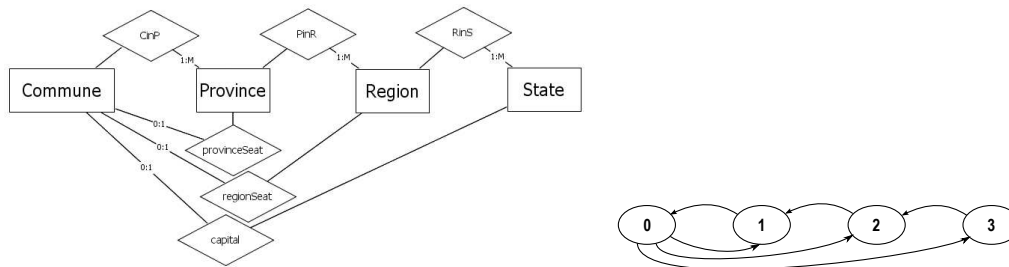 CinP
PinR
RinS
1:M
1:M
1:M
Commune
Province
Region
State
0:1
0:1
0:1
provinceSeat
regionSeat
capital
0
1
2
3